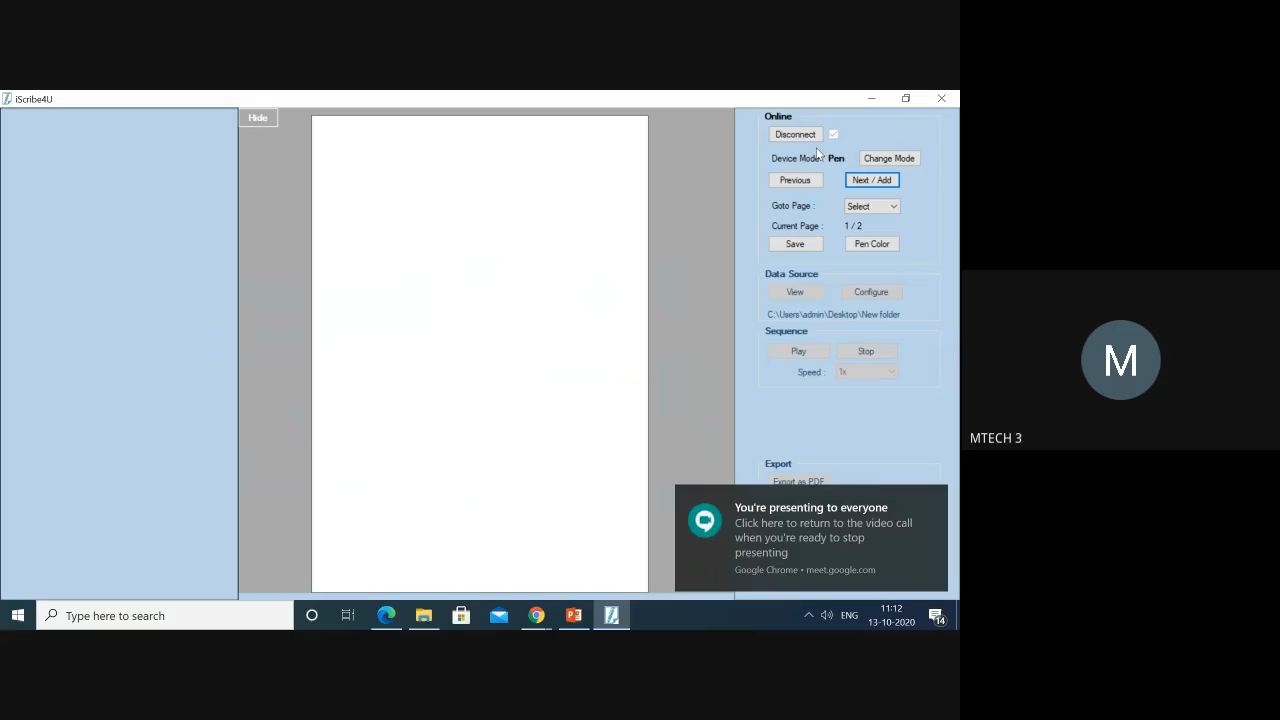 iScribe4U
Hide
Online
Disconnect
Device Mode : Pen
Change Mode
Previous
Next / Add
Goto Page :
Select
Current Page :
1 / 2
Save
Pen Color
Data Source
View
Configure
C:\Users\admin\Desktop\New folder
Sequence
Play
Stop
Speed :
1x
Export
Export as PDF
You're presenting to everyone
Click here to return to the video call
when you're ready to stop
presenting
Google Chrome • meet.google.com
M
MTECH 3
Type here to search
ENG
11:12
13-10-2020
14